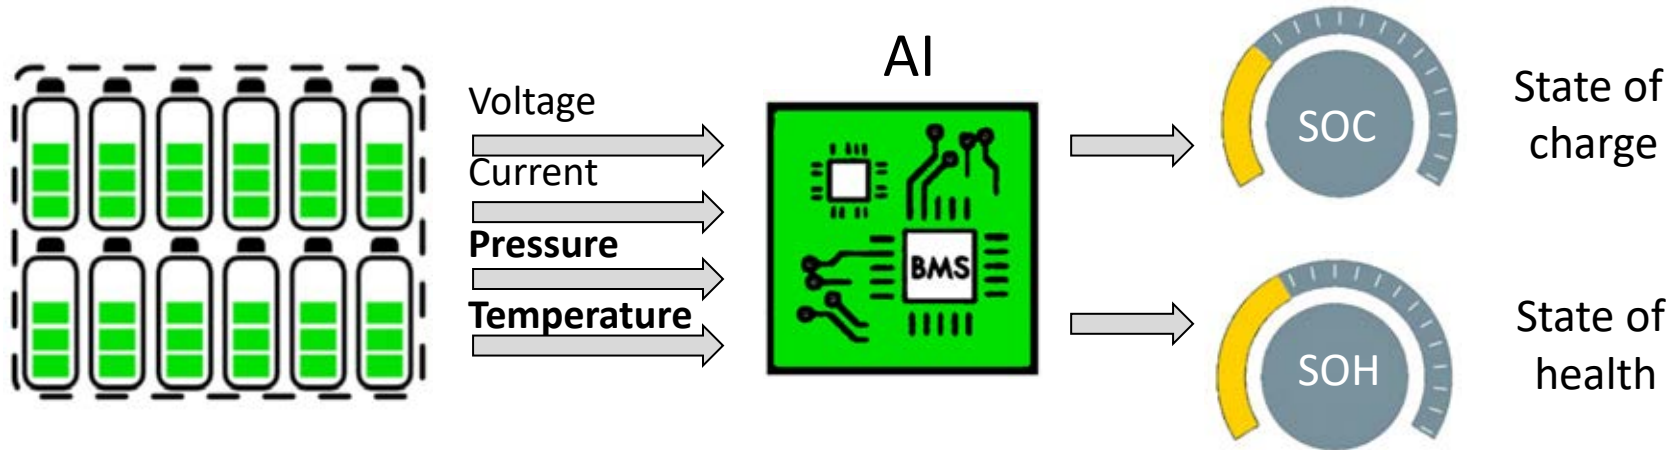 Voltage
Current
Pressure
Temperature
AI
BMS
SOC
State of
charge
SOH
State of
health